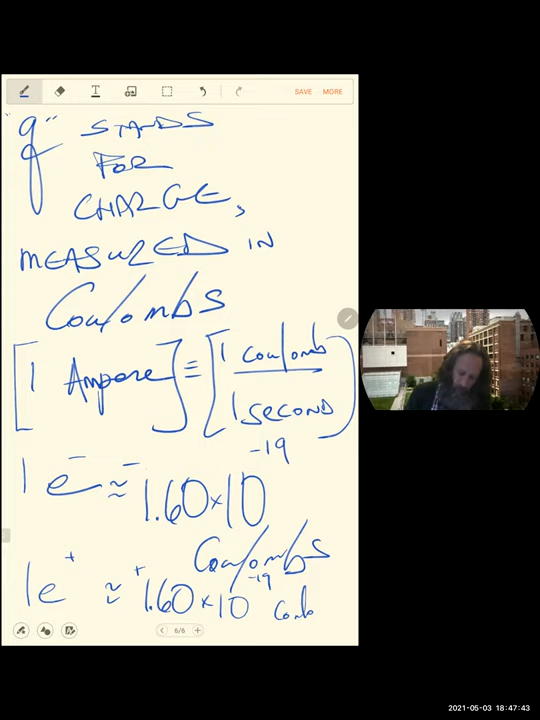 SAVE MORE
q" STANDS
FOR
CHARGE,
MEASURED IN
Coulombs
[1 Ampere] ≡ [1 coulomb / 1 second]
1 e⁻ ≈ ⁻1.60×10⁻¹⁹
Coulombs
1 e⁺ ≈ ⁺1.60×10⁻¹⁹ Coulo
6/6
2021-05-03 18:47:43